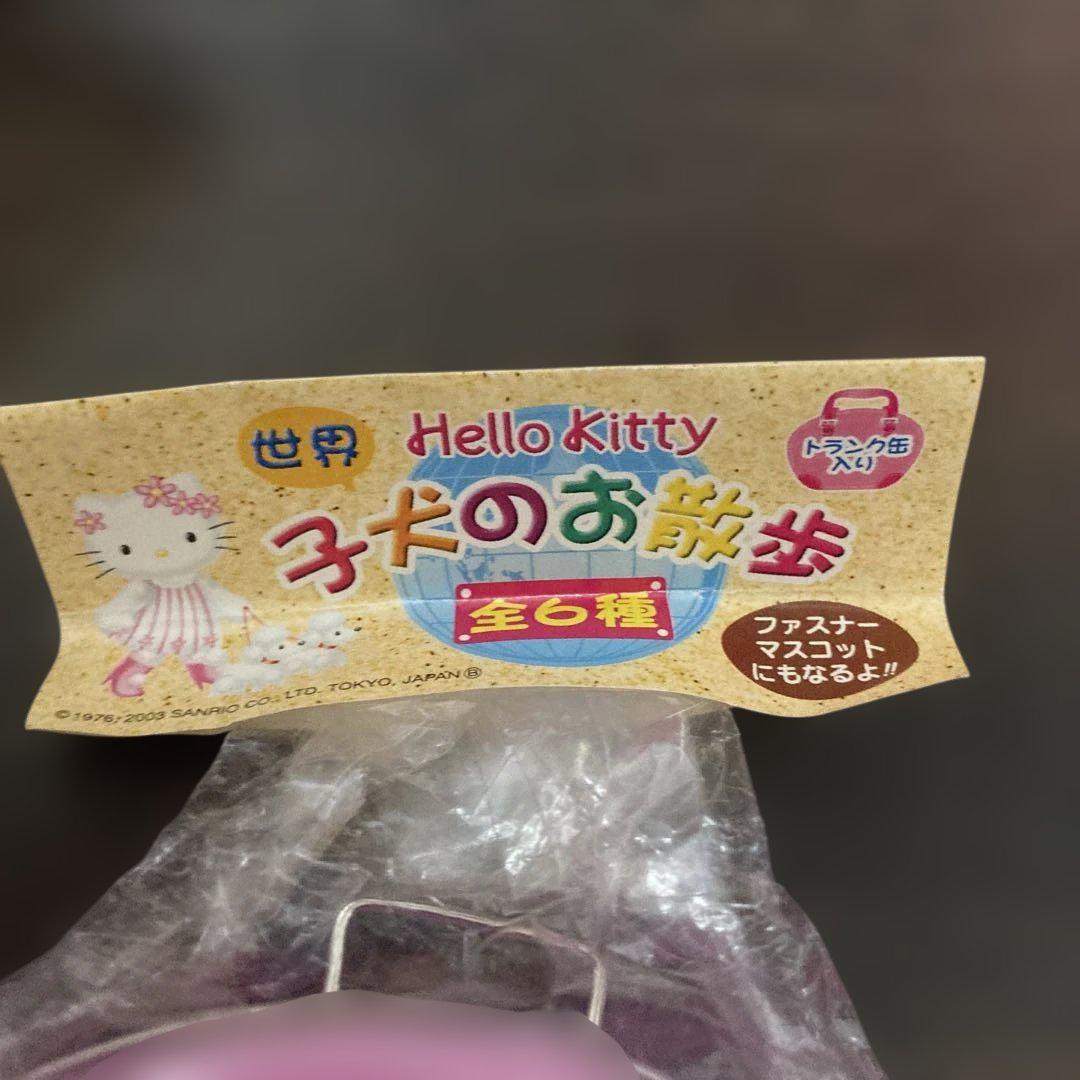 世界
Hello Kitty
トランク缶
入り
子犬のお散歩
全6種
ファスナー
マスコット
にもなるよ!!
©1976, 2003 SANRIO CO., LTD. TOKYO, JAPAN Ⓑ